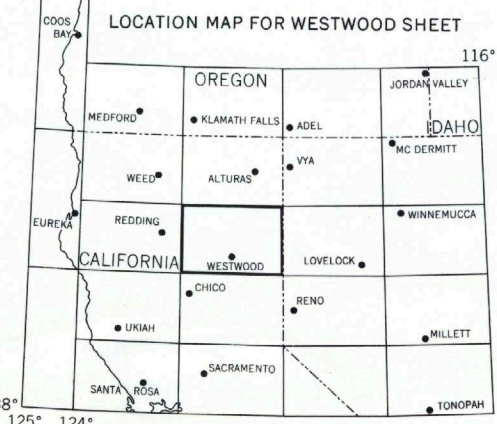 LOCATION MAP FOR WESTWOOD SHEET
COOS
BAY
116°
OREGON
JORDAN VALLEY
MEDFORD
KLAMATH FALLS
ADEL
IDAHO
MC DERMITT
VYA
WEED
ALTURAS
EUREKA
REDDING
WINNEMUCCA
CALIFORNIA
WESTWOOD
LOVELOCK
CHICO
RENO
UKIAH
MILLETT
SACRAMENTO
SANTA ROSA
TONOPAH
38°
125° 124°